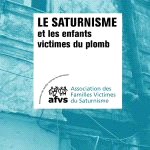 LE SATURNISME
et les enfants
victimes du plomb
afvs
Association des
Familles Victimes
du Saturnisme